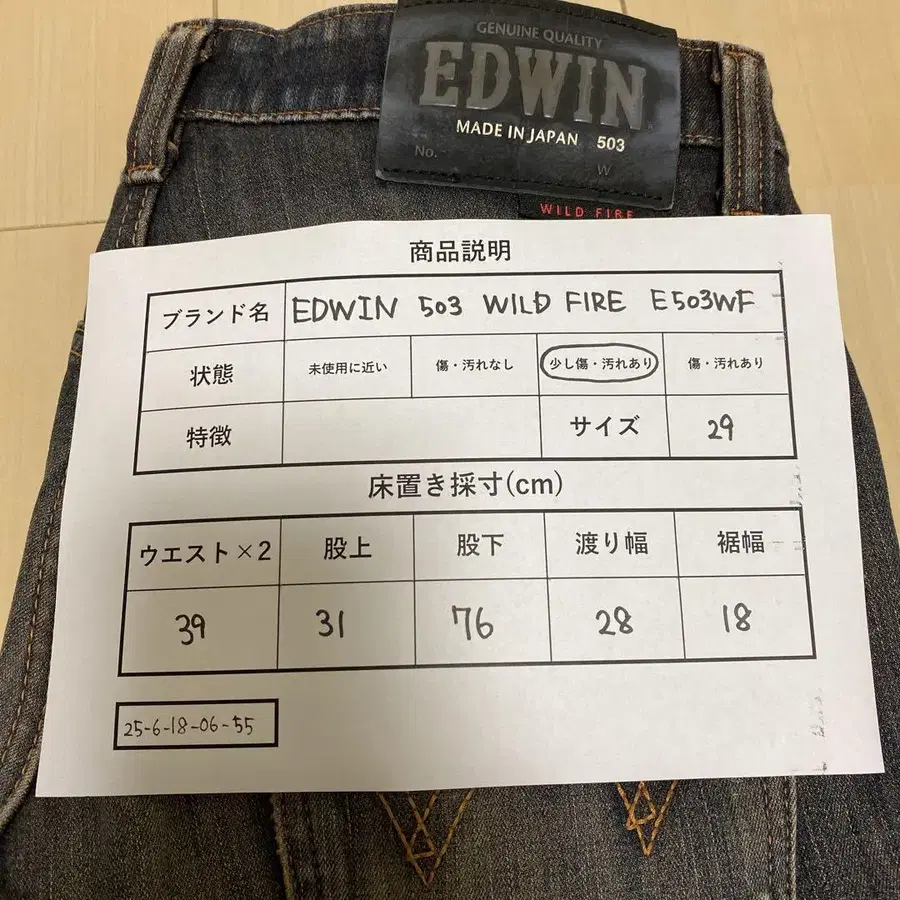 GENUINE QUALITY
EDWIN
MADE IN JAPAN 503
No.
W
WILD FIRE
商品説明
ブランド名 EDWIN 503 WILD FIRE E503WF
状態 未使用に近い 傷・汚れなし 少し傷・汚れあり 傷・汚れあり
特徴 サイズ 29
床置き採寸(cm)
ウエスト×2 股上 股下 渡り幅 裾幅
39 31 76 28 18
25-6-18-06-55